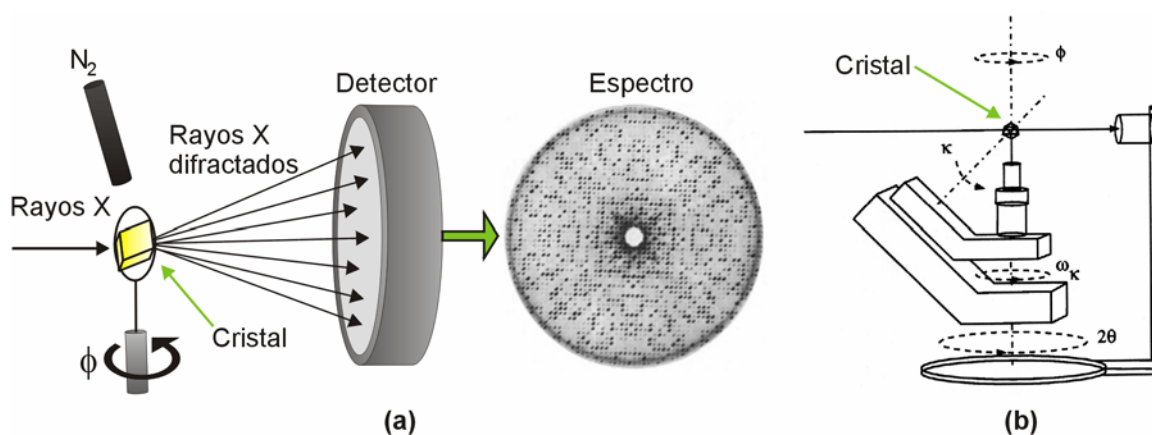 N2
Rayos X
Rayos X
difractados
Detector
Espectro
Cristal
ϕ
(a)
Cristal
ϕ
κ
ωκ
2θ
(b)